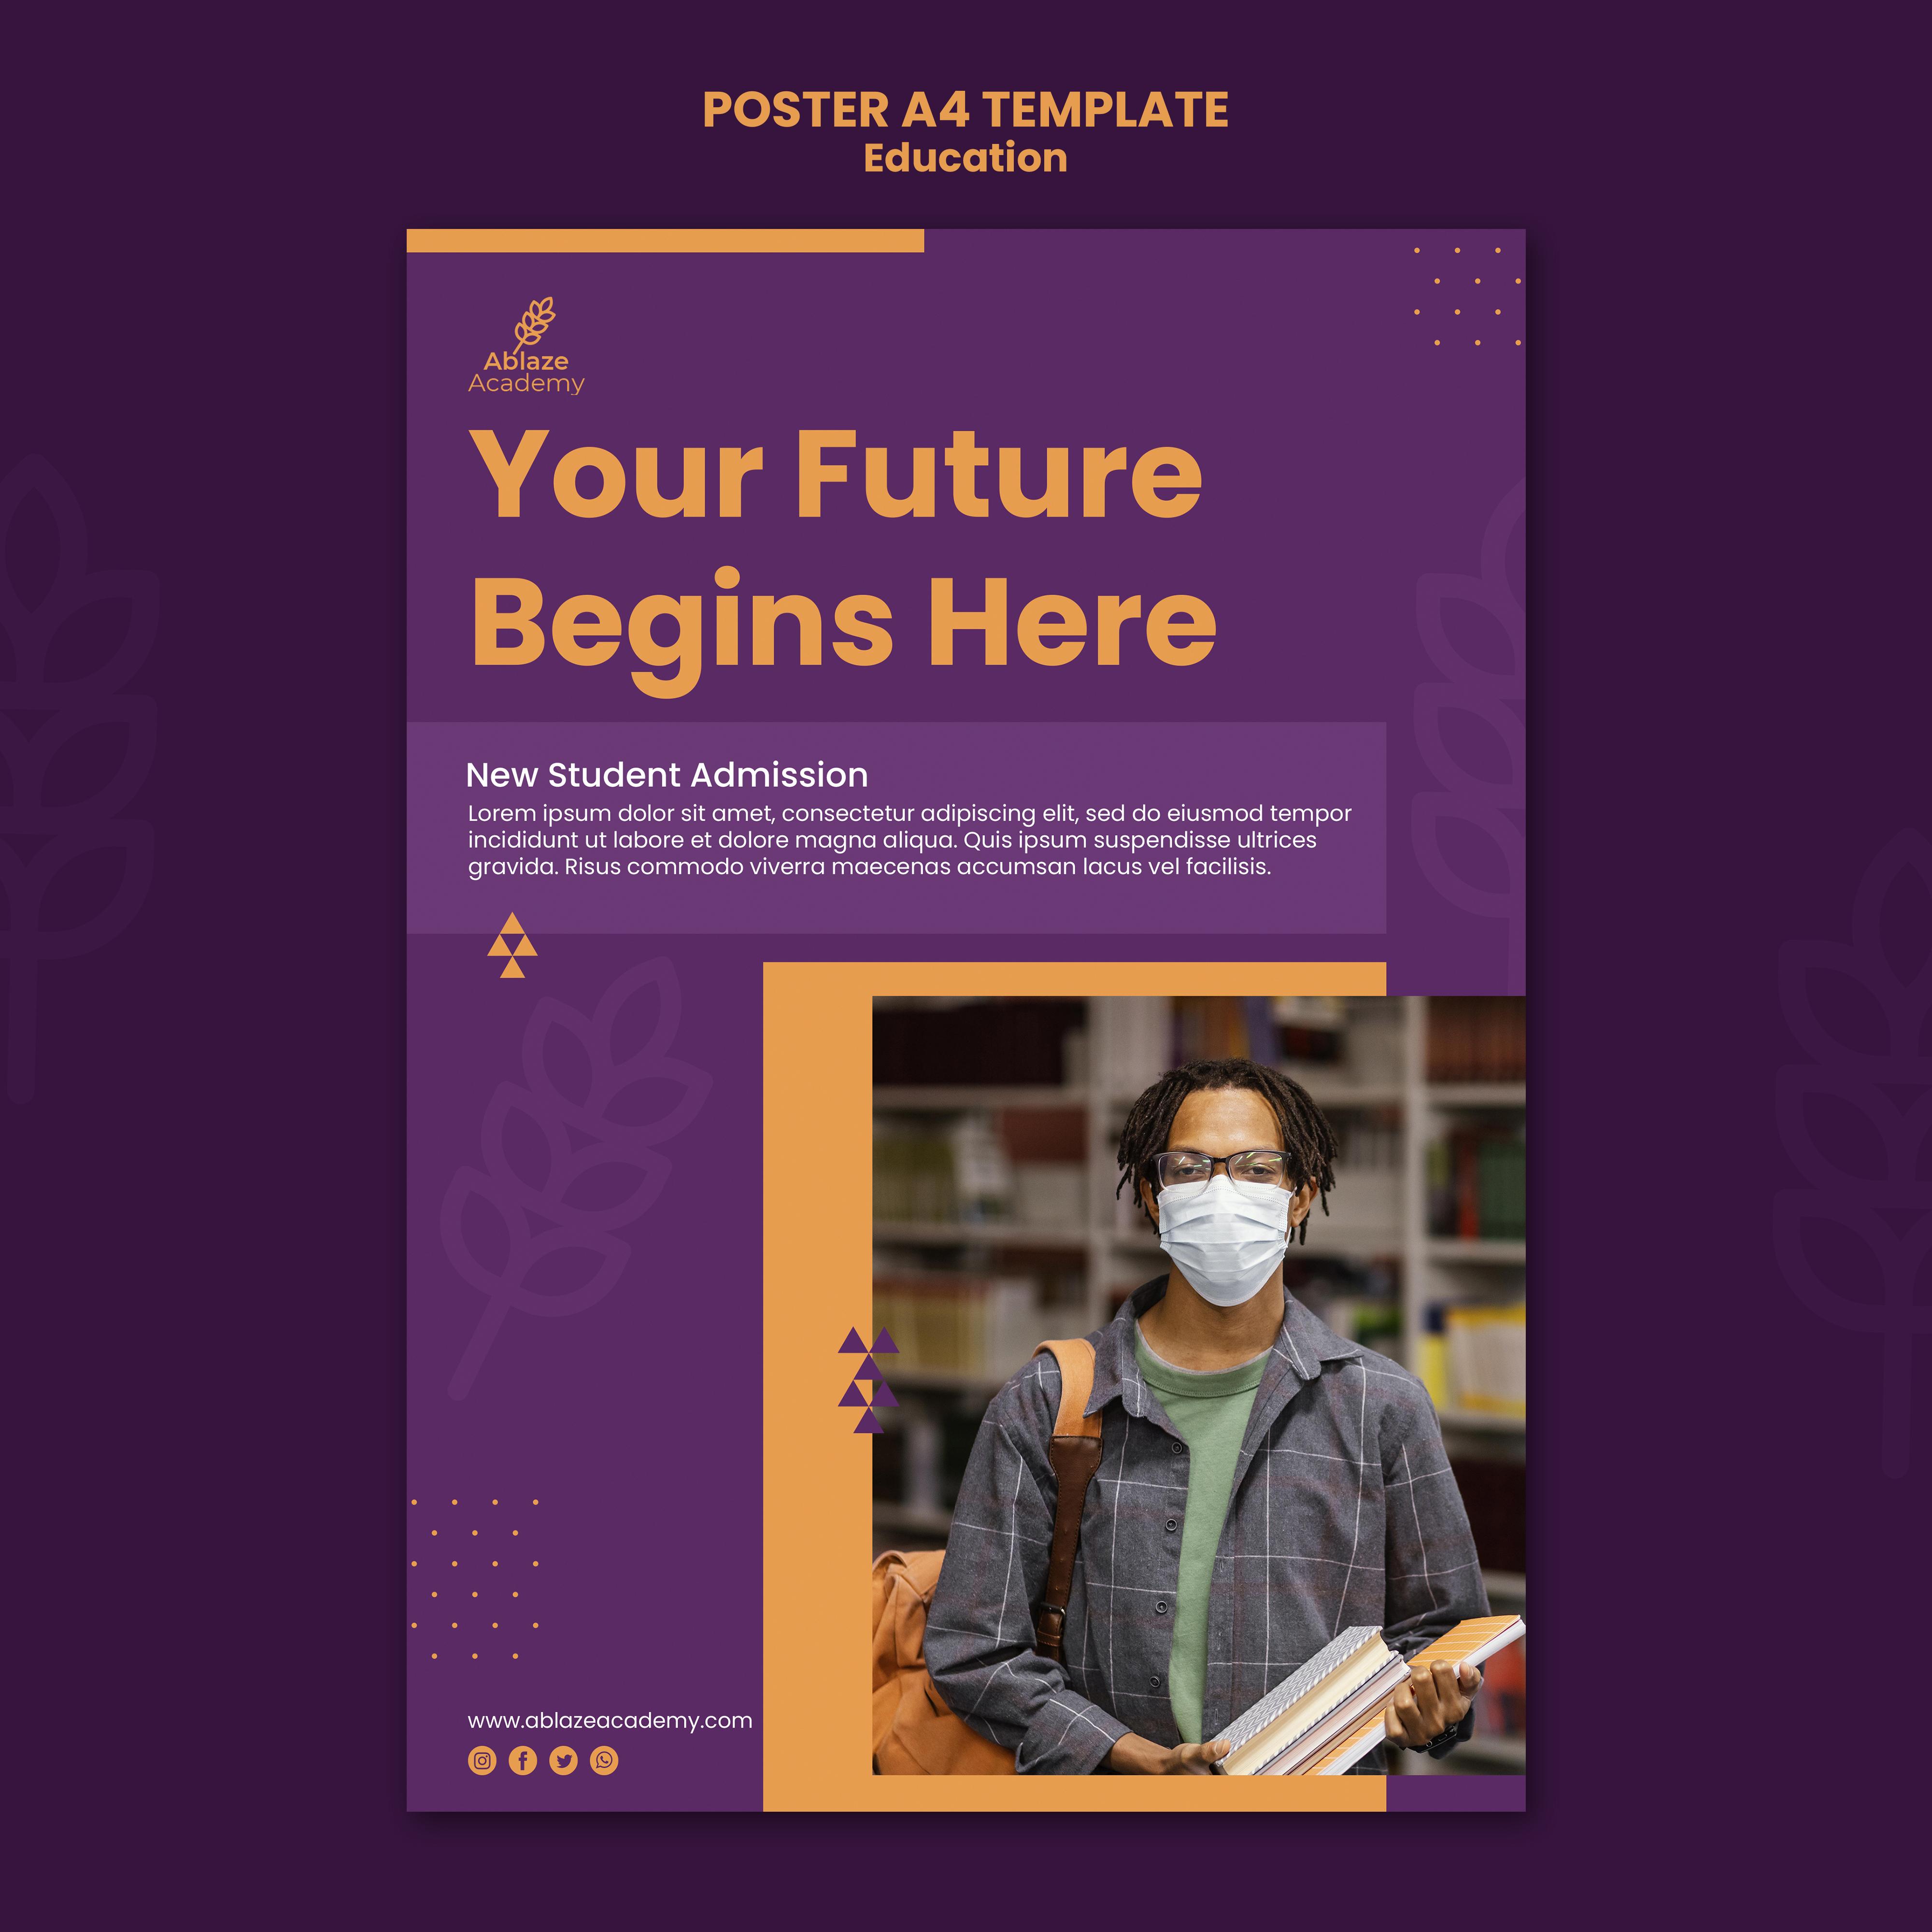 POSTER A4 TEMPLATE
Education
Ablaze
Academy
Your Future
Begins Here
New Student Admission
Lorem ipsum dolor sit amet, consectetur adipiscing elit, sed do eiusmod tempor
incididunt ut labore et dolore magna aliqua. Quis ipsum suspendisse ultrices
gravida. Risus commodo viverra maecenas accumsan lacus vel facilisis.
www.ablazeacademy.com